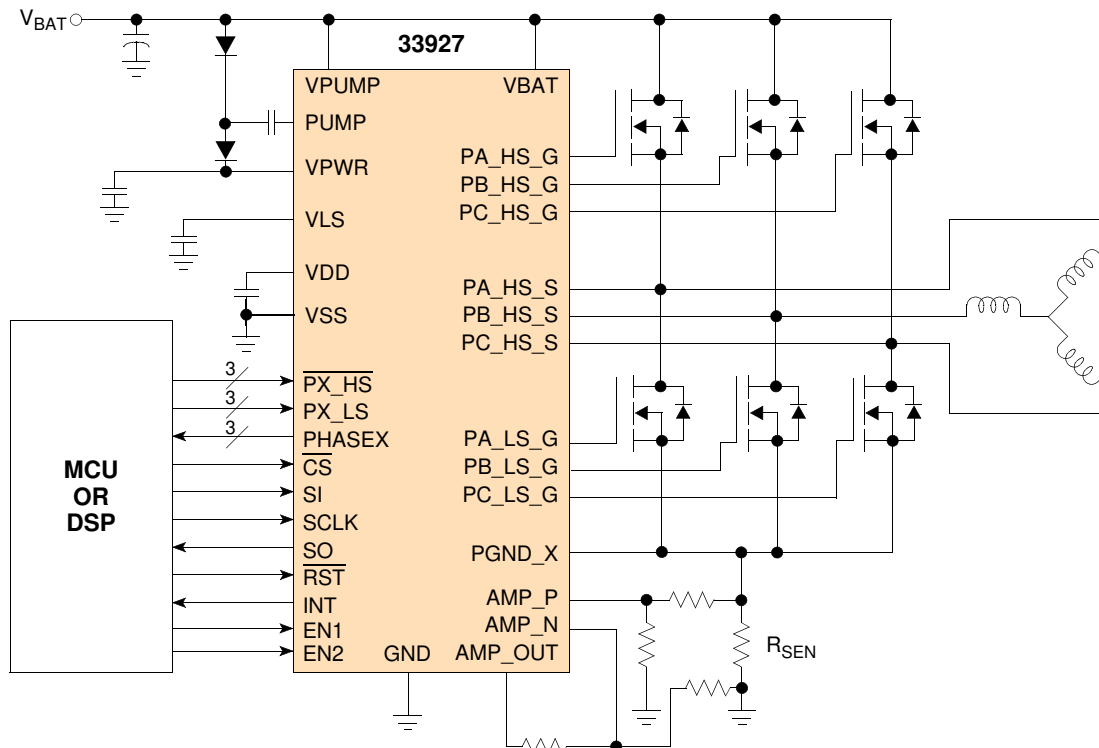 VBAT
33927
VPUMP
VBAT
PUMP
PA_HS_G
VPWR
PB_HS_G
PC_HS_G
VLS
VDD
PA_HS_S
VSS
PB_HS_S
PC_HS_S
3
PX_HS
3
PX_LS
3
PHASEX
PA_LS_G
CS
PB_LS_G
SI
PC_LS_G
MCU
OR
DSP
SCLK
SO
PGND_X
RST
INT
AMP_P
EN1
AMP_N
EN2
GND
AMP_OUT
RSEN